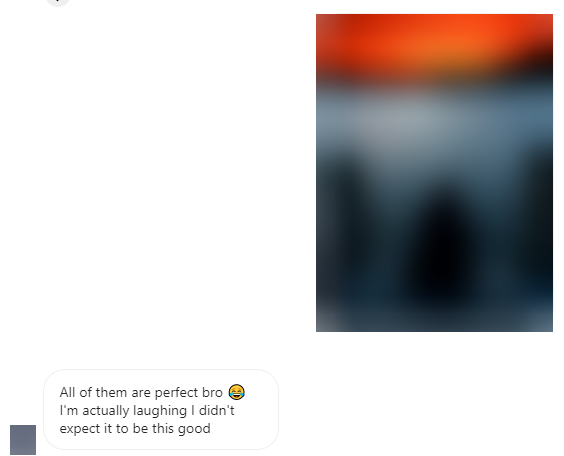 All of them are perfect bro 😂
I'm actually laughing I didn't
expect it to be this good